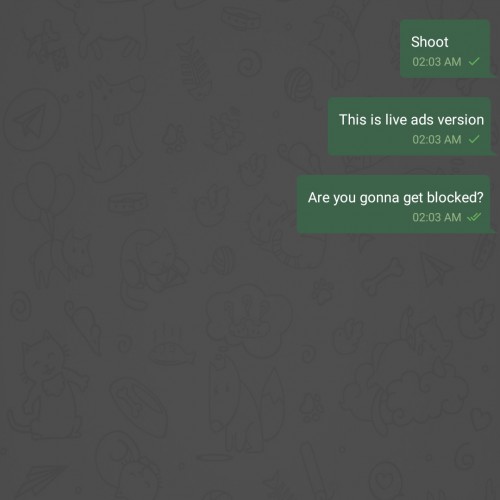 Shoot
02:03 AM
This is live ads version
02:03 AM
Are you gonna get blocked?
02:03 AM